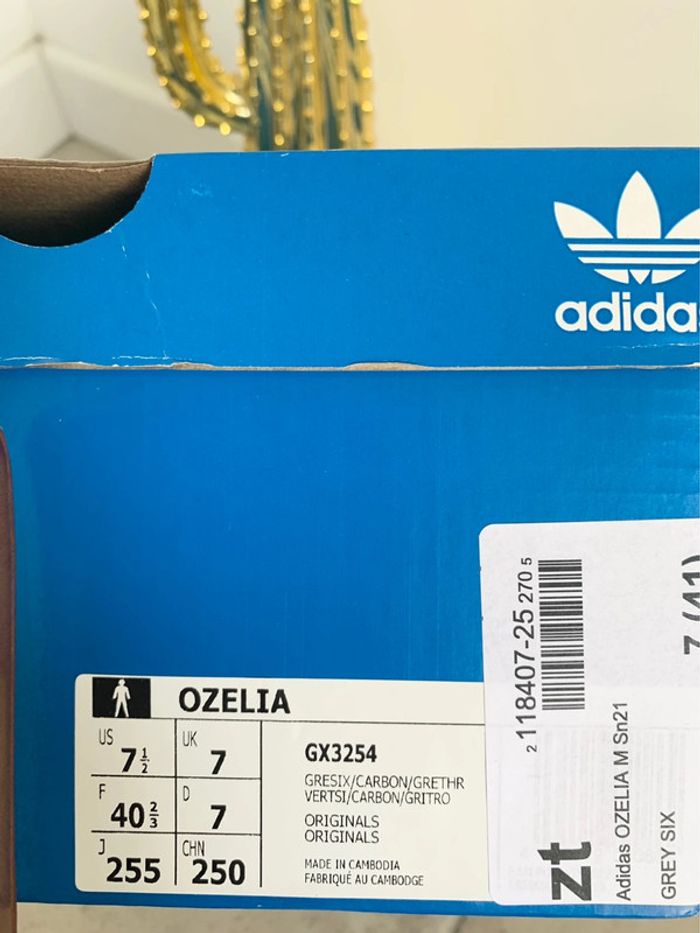 adidas
OZELIA
US 7½ UK 7
F 40⅔ D 7
J 255 CHN 250
GX3254
GRESIX/CARBON/GRETHR
VERTSI/CARBON/GRITRO
ORIGINALS
ORIGINALS
MADE IN CAMBODIA
FABRIQUÉ AU CAMBODGE
2 118407-25 270 5
zt
Adidas OZELIA M Sn21
GREY SIX
7 (41)